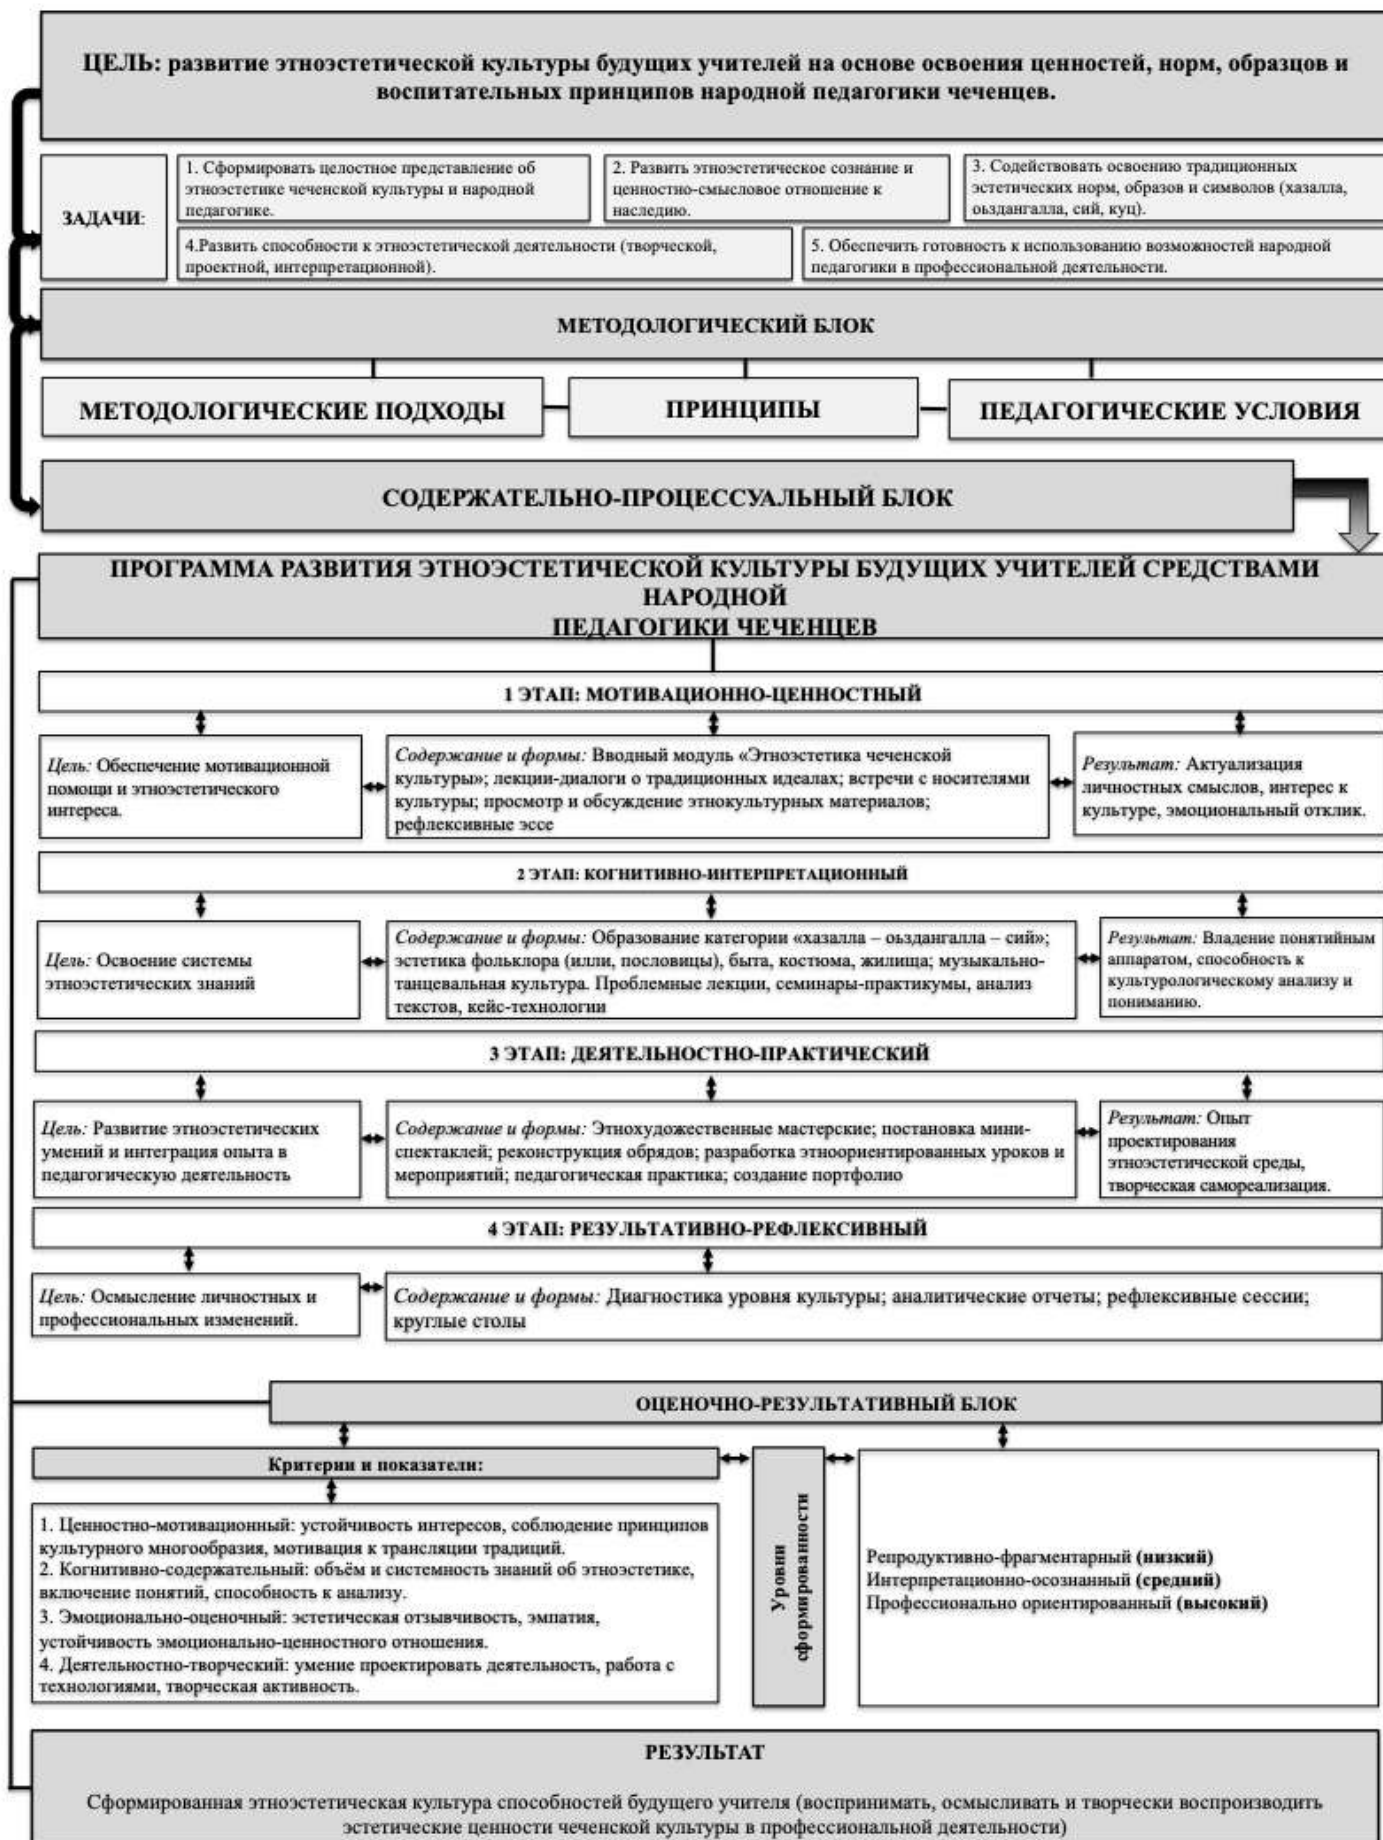 ЦЕЛЬ: развитие этноэстетической культуры будущих учителей на основе освоения ценностей, норм, образцов и
воспитательных принципов народной педагогики чеченцев.
ЗАДАЧИ:
1. Сформировать целостное представление об
этноэстетике чеченской культуры и народной
педагогике.
2. Развить этноэстетическое сознание и
ценностно-смысловое отношение к
наследию.
3. Содействовать освоению традиционных
эстетических норм, образов и символов (хазалла,
оьздангалла, сий, куц).
4.Развить способности к этноэстетической деятельности (творческой,
проектной, интерпретационной).
5. Обеспечить готовность к использованию возможностей народной
педагогики в профессиональной деятельности.
МЕТОДОЛОГИЧЕСКИЙ БЛОК
МЕТОДОЛОГИЧЕСКИЕ ПОДХОДЫ
ПРИНЦИПЫ
ПЕДАГОГИЧЕСКИЕ УСЛОВИЯ
СОДЕРЖАТЕЛЬНО-ПРОЦЕССУАЛЬНЫЙ БЛОК
ПРОГРАММА РАЗВИТИЯ ЭТНОЭСТЕТИЧЕСКОЙ КУЛЬТУРЫ БУДУЩИХ УЧИТЕЛЕЙ СРЕДСТВАМИ
НАРОДНОЙ
ПЕДАГОГИКИ ЧЕЧЕНЦЕВ
1 ЭТАП: МОТИВАЦИОННО-ЦЕННОСТНЫЙ
Цель: Обеспечение мотивационной
помощи и этноэстетического
интереса.
Содержание и формы: Вводный модуль «Этноэстетика чеченской
культуры»; лекции-диалоги о традиционных идеалах; встречи с носителями
культуры; просмотр и обсуждение этнокультурных материалов;
рефлексивные эссе
Результат: Актуализация
личностных смыслов, интерес к
культуре, эмоциональный отклик.
2 ЭТАП: КОГНИТИВНО-ИНТЕРПРЕТАЦИОННЫЙ
Цель: Освоение системы
этноэстетических знаний
Содержание и формы: Образование категории «хазалла – оьздангалла – сий»;
эстетика фольклора (илли, пословицы), быта, костюма, жилища; музыкально-
танцевальная культура. Проблемные лекции, семинары-практикумы, анализ
текстов, кейс-технологии
Результат: Владение понятийным
аппаратом, способность к
культурологическому анализу и
пониманию.
3 ЭТАП: ДЕЯТЕЛЬНОСТНО-ПРАКТИЧЕСКИЙ
Цель: Развитие этноэстетических
умений и интеграция опыта в
педагогическую деятельность
Содержание и формы: Этнохудожественные мастерские; постановка мини-
спектаклей; реконструкция обрядов; разработка этноориентированных уроков и
мероприятий; педагогическая практика; создание портфолио
Результат: Опыт
проектирования
этноэстетической среды,
творческая самореализация.
4 ЭТАП: РЕЗУЛЬТАТИВНО-РЕФЛЕКСИВНЫЙ
Цель: Осмысление личностных и
профессиональных изменений.
Содержание и формы: Диагностика уровня культуры; аналитические отчеты; рефлексивные сессии;
круглые столы
ОЦЕНОЧНО-РЕЗУЛЬТАТИВНЫЙ БЛОК
Критерии и показатели:
1. Ценностно-мотивационный: устойчивость интересов, соблюдение принципов
культурного многообразия, мотивация к трансляции традиций.
2. Когнитивно-содержательный: объём и системность знаний об этноэстетике,
включение понятий, способность к анализу.
3. Эмоционально-оценочный: эстетическая отзывчивость, эмпатия,
устойчивость эмоционально-ценностного отношения.
4. Деятельностно-творческий: умение проектировать деятельность, работа с
технологиями, творческая активность.
Уровни
сформированности
Репродуктивно-фрагментарный (низкий)
Интерпретационно-осознанный (средний)
Профессионально ориентированный (высокий)
РЕЗУЛЬТАТ
Сформированная этноэстетическая культура способностей будущего учителя (воспринимать, осмысливать и творчески воспроизводить
эстетические ценности чеченской культуры в профессиональной деятельности)